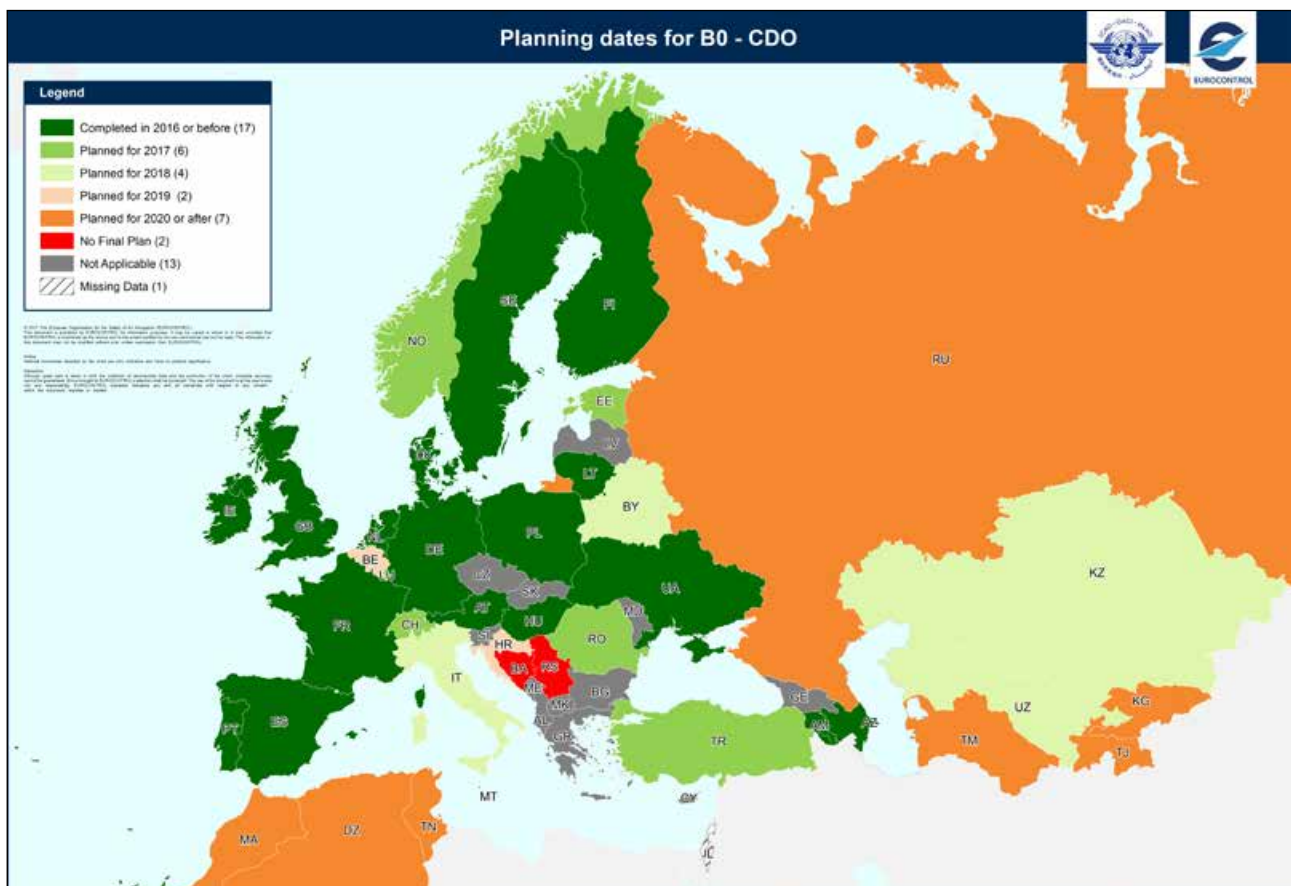 Planning dates for B0 - CDO
EUROCONTROL
Legend
Completed in 2016 or before (17)
Planned for 2017 (6)
Planned for 2018 (4)
Planned for 2019 (2)
Planned for 2020 or after (7)
No Final Plan (2)
Not Applicable (13)
Missing Data (1)
SE
FI
NO
RU
EE
LV
DK
LT
BY
IE
GB
NL
PL
DE
BE
LU
KZ
CZ
SK
UA
AT
HU
MD
FR
CH
SI
HR
RO
BA
RS
IT
ME
BG
MK
GE
KG
UZ
AL
PT
ES
GR
AM
AZ
TR
TM
TJ
MT
CY
MA
DZ
TN
IL